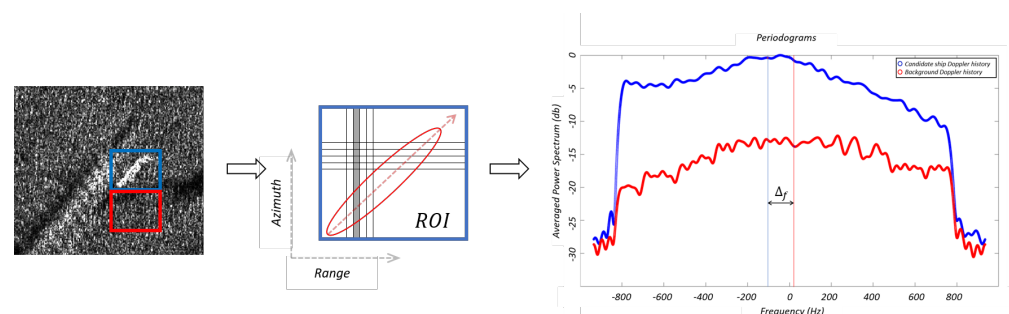 Azimuth
ROI
Range
Periodograms
Candidate ship Doppler history
Background Doppler history
Averaged Power Spectrum (db)
0
-5
-10
-15
-20
-25
-30
Δf
-800 -600 -400 -200 0 200 400 600 800
Frequency (Hz)